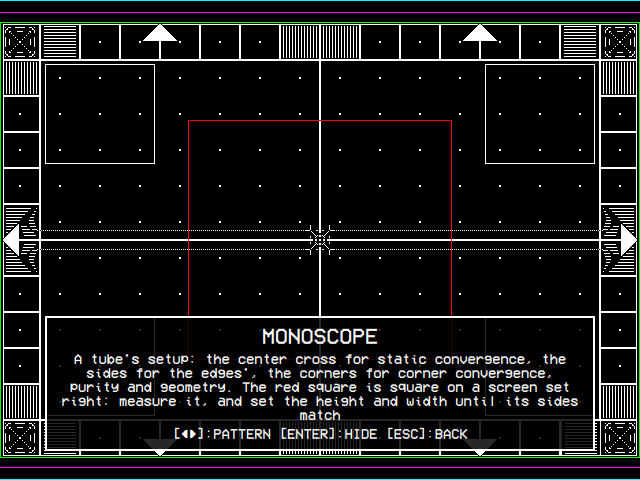 MONOSCOPE
A tube's setup: the center cross for static convergence, the
sides for the edges', the corners for corner convergence,
purity and geometry. The red square is square on a screen set
right: measure it, and set the height and width until its sides
match
[◀▶]:PATTERN [ENTER]:HIDE [ESC]:BACK